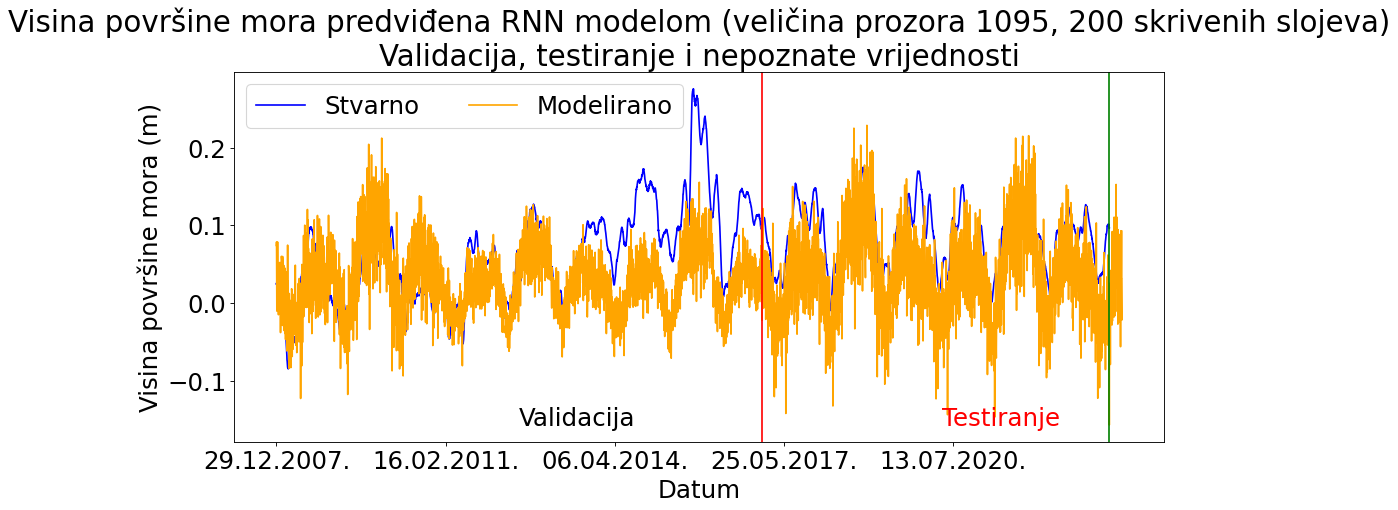 Visina površine mora predviđena RNN modelom (veličina prozora 1095, 200 skrivenih slojeva)
Validacija, testiranje i nepoznate vrijednosti
Stvarno Modelirano
Visina površine mora (m)
0.2
0.1
0.0
−0.1
Validacija Testiranje
29.12.2007. 16.02.2011. 06.04.2014. 25.05.2017. 13.07.2020.
Datum